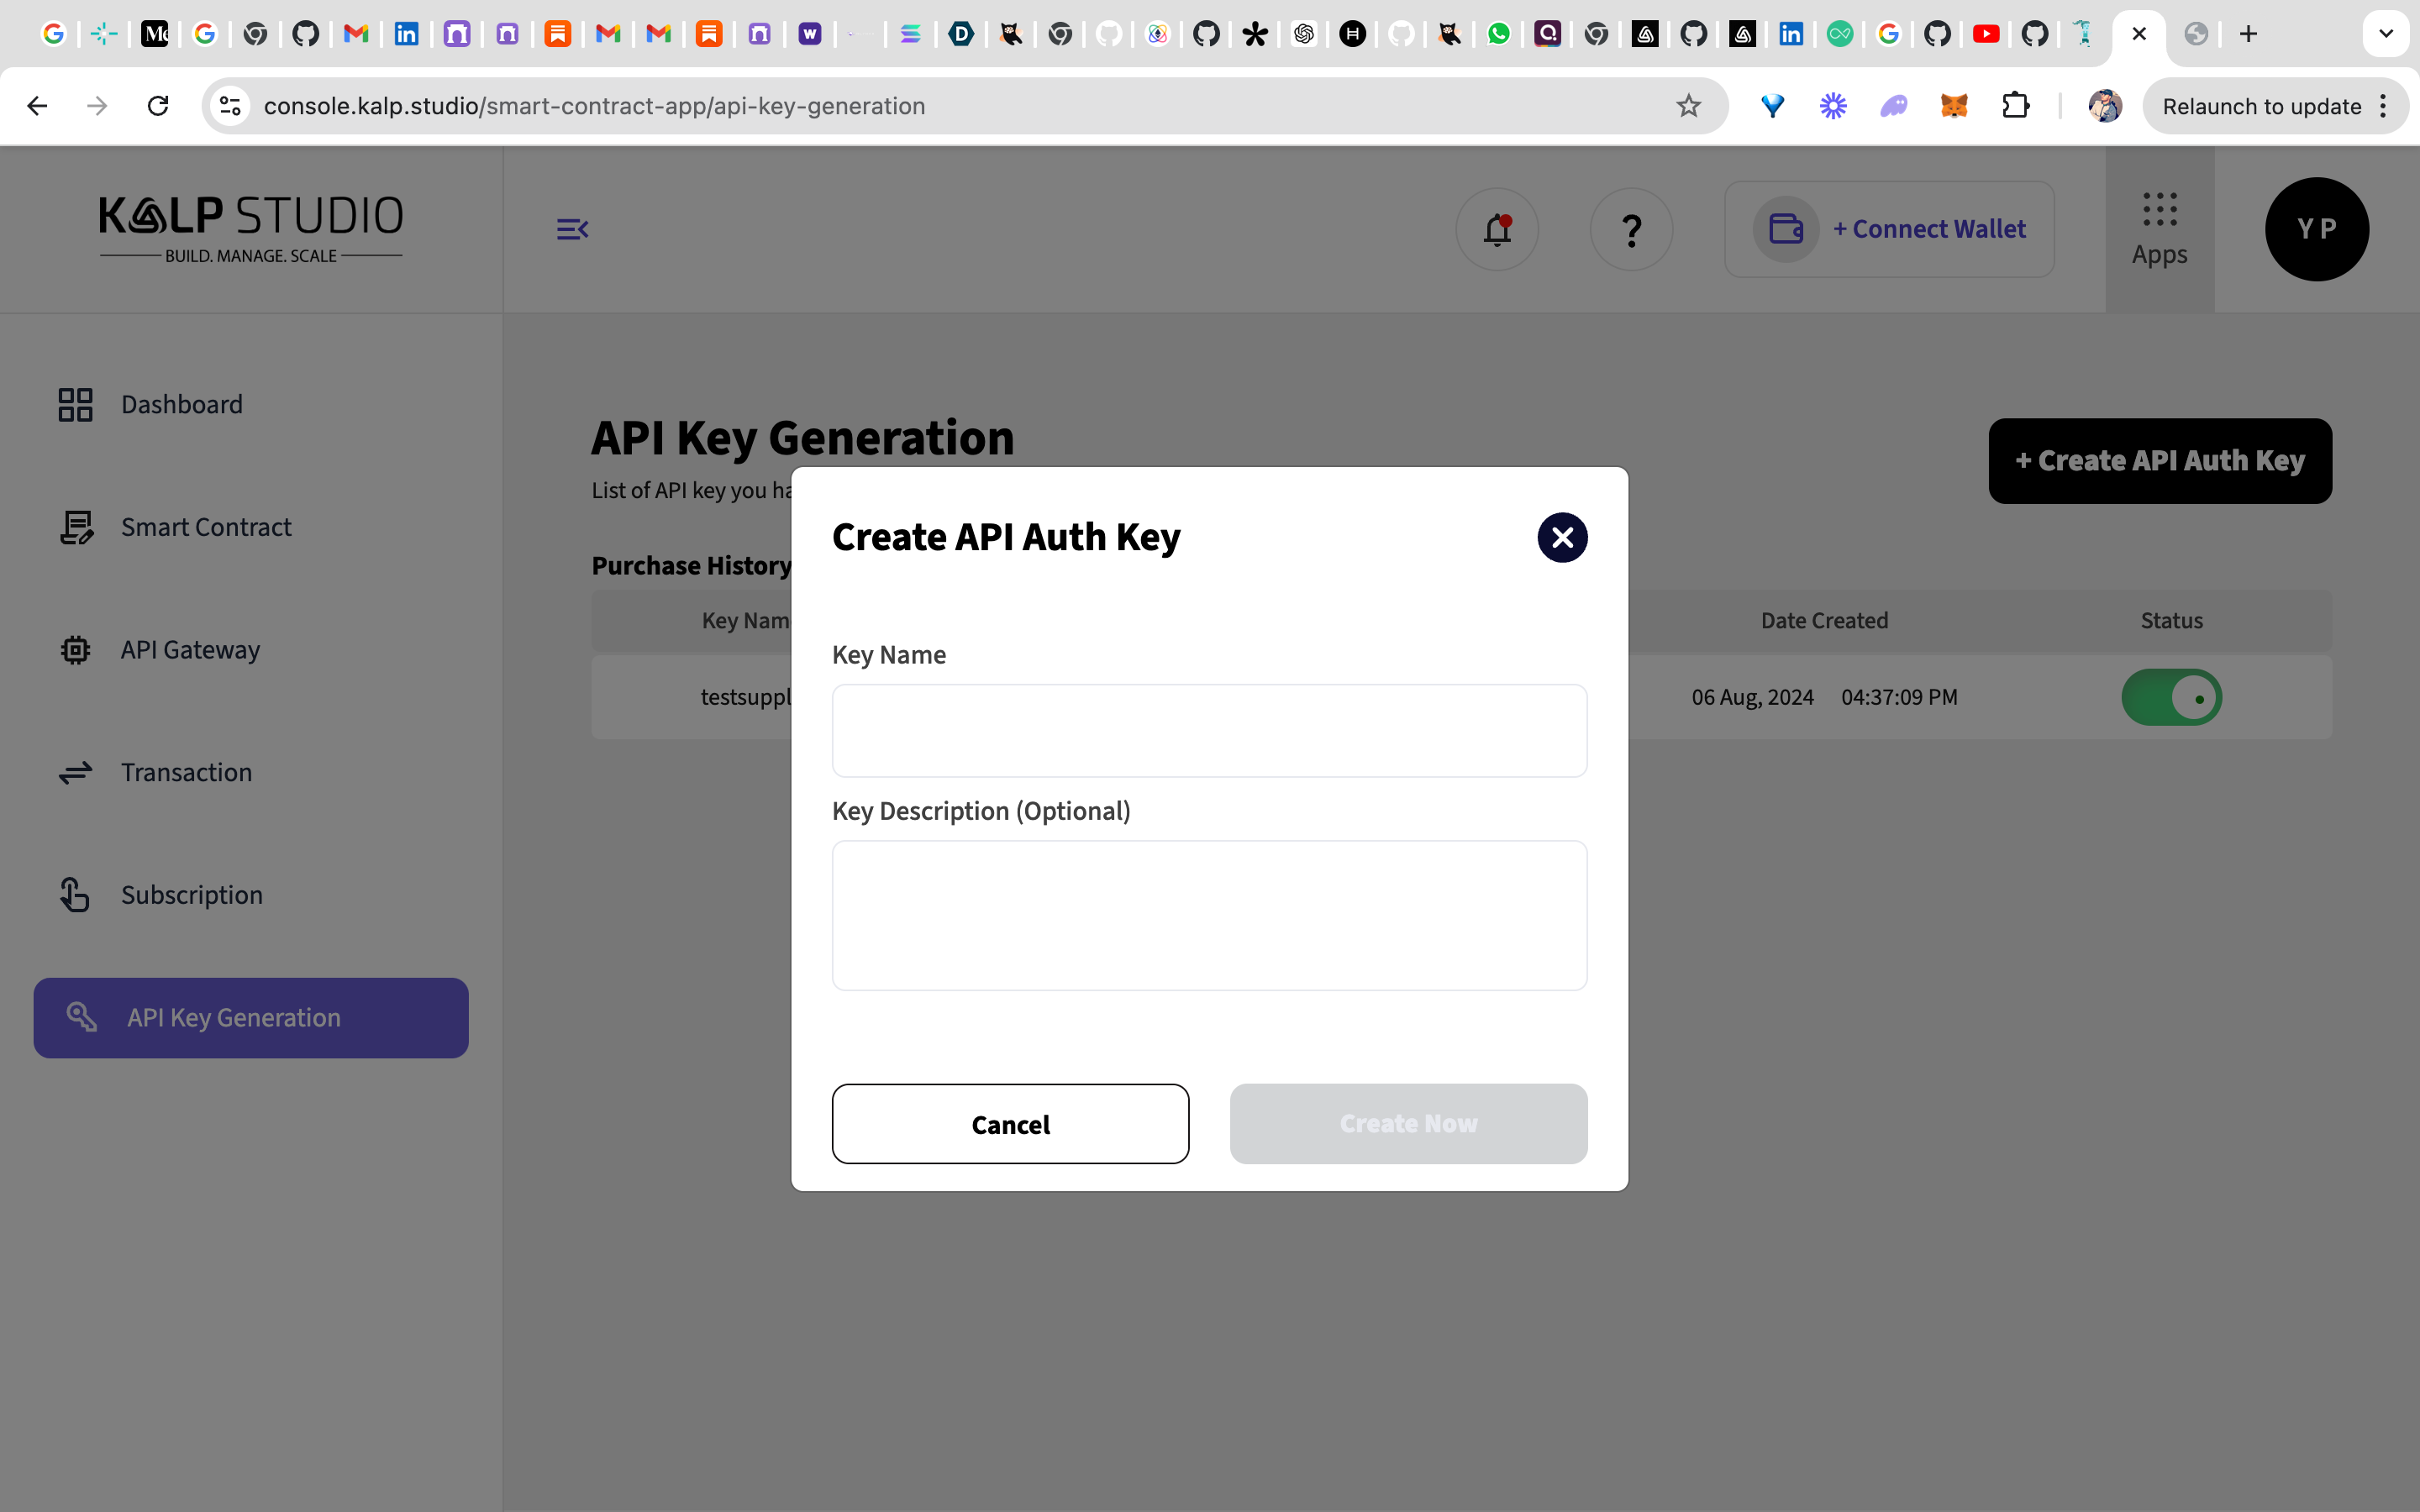 console.kalp.studio/smart-contract-app/api-key-generation
Relaunch to update
KALP STUDIO
BUILD. MANAGE. SCALE
+ Connect Wallet
Apps
Y P
Dashboard
Smart Contract
API Gateway
Transaction
Subscription
API Key Generation
API Key Generation
List of API key you ha
+ Create API Auth Key
Purchase History
Key Nam
Date Created
Status
testsuppl
06 Aug, 2024 04:37:09 PM
Create API Auth Key
Key Name
Key Description (Optional)
Cancel
Create Now